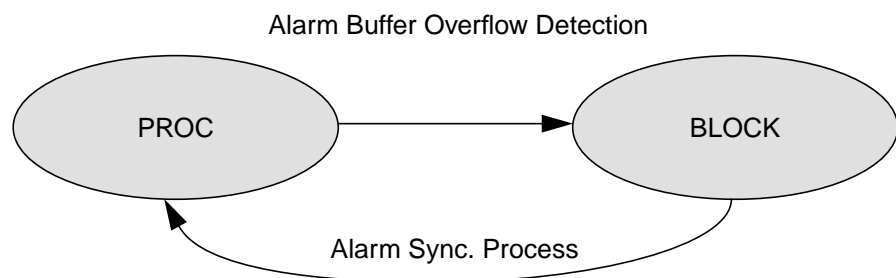 Alarm Buffer Overflow Detection
PROC
BLOCK
Alarm Sync. Process